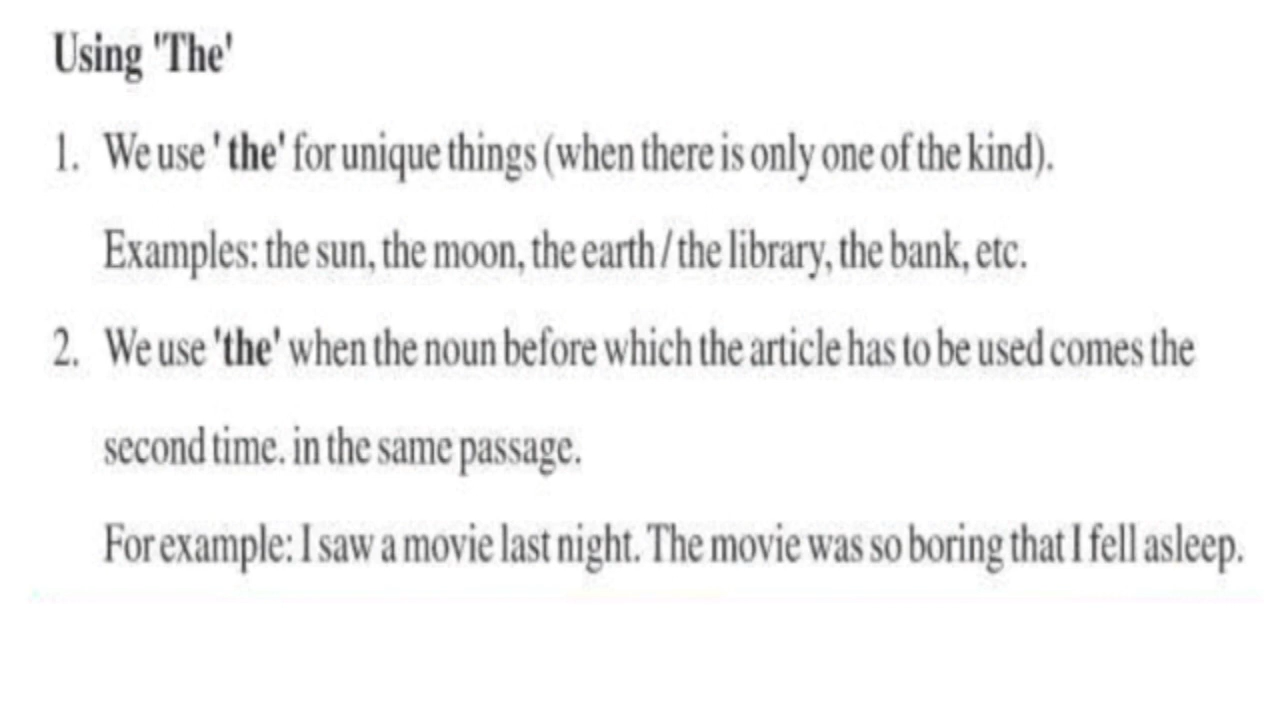 Using 'The'
1. We use ' the' for unique things (when there is only one of the kind).
Examples: the sun, the moon, the earth / the library, the bank, etc.
2. We use 'the' when the noun before which the article has to be used comes the
second time. in the same passage.
For example: I saw a movie last night. The movie was so boring that I fell asleep.